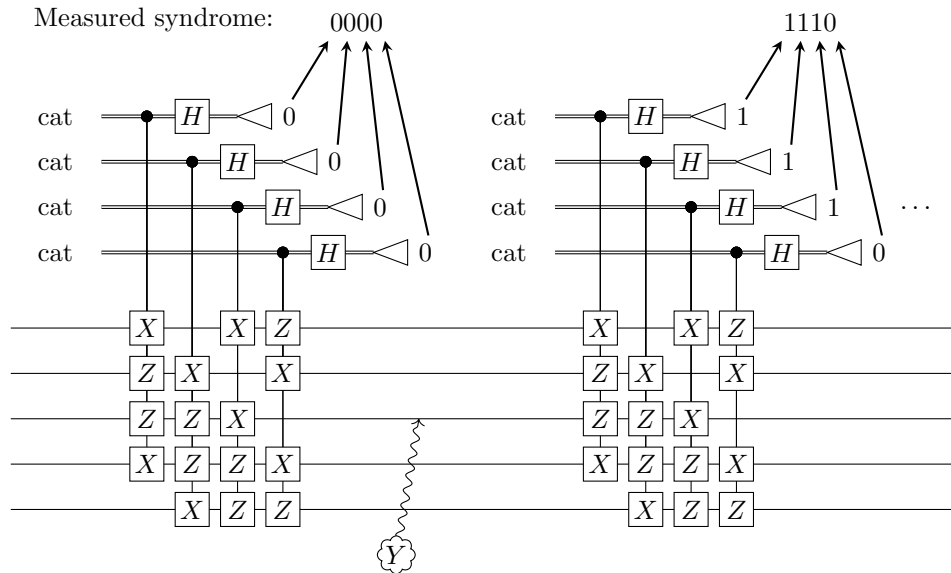 Measured syndrome: 0000 1110
cat H 0 cat H 1
cat H 0 cat H 1
cat H 0 cat H 1 ...
cat H 0 cat H 0
X X Z X X Z
Z X X Z X X
Z Z X Z Z X
X Z Z X X Z Z X
X Z Z X Z Z
Y